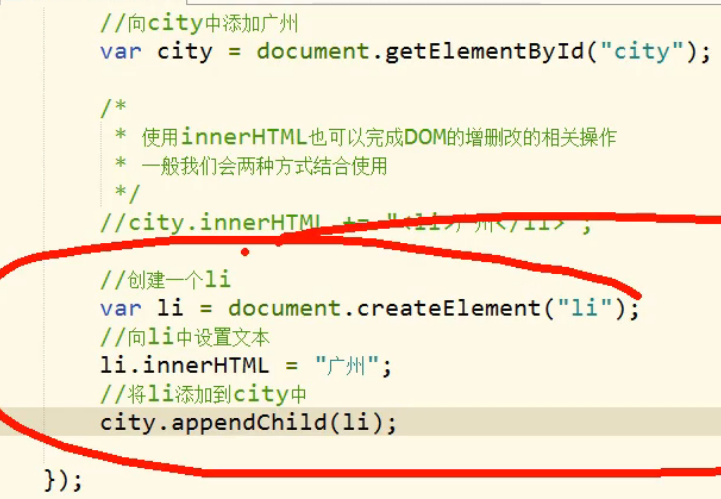 //向city中添加广州
var city = document.getElementById("city");
/*
* 使用innerHTML也可以完成DOM的增删改的相关操作
* 一般我们会两种方式结合使用
*/
//city.innerHTML += "<li>广州</li>";
//创建一个li
var li = document.createElement("li");
//向li中设置文本
li.innerHTML = "广州";
//将li添加到city中
city.appendChild(li);
});